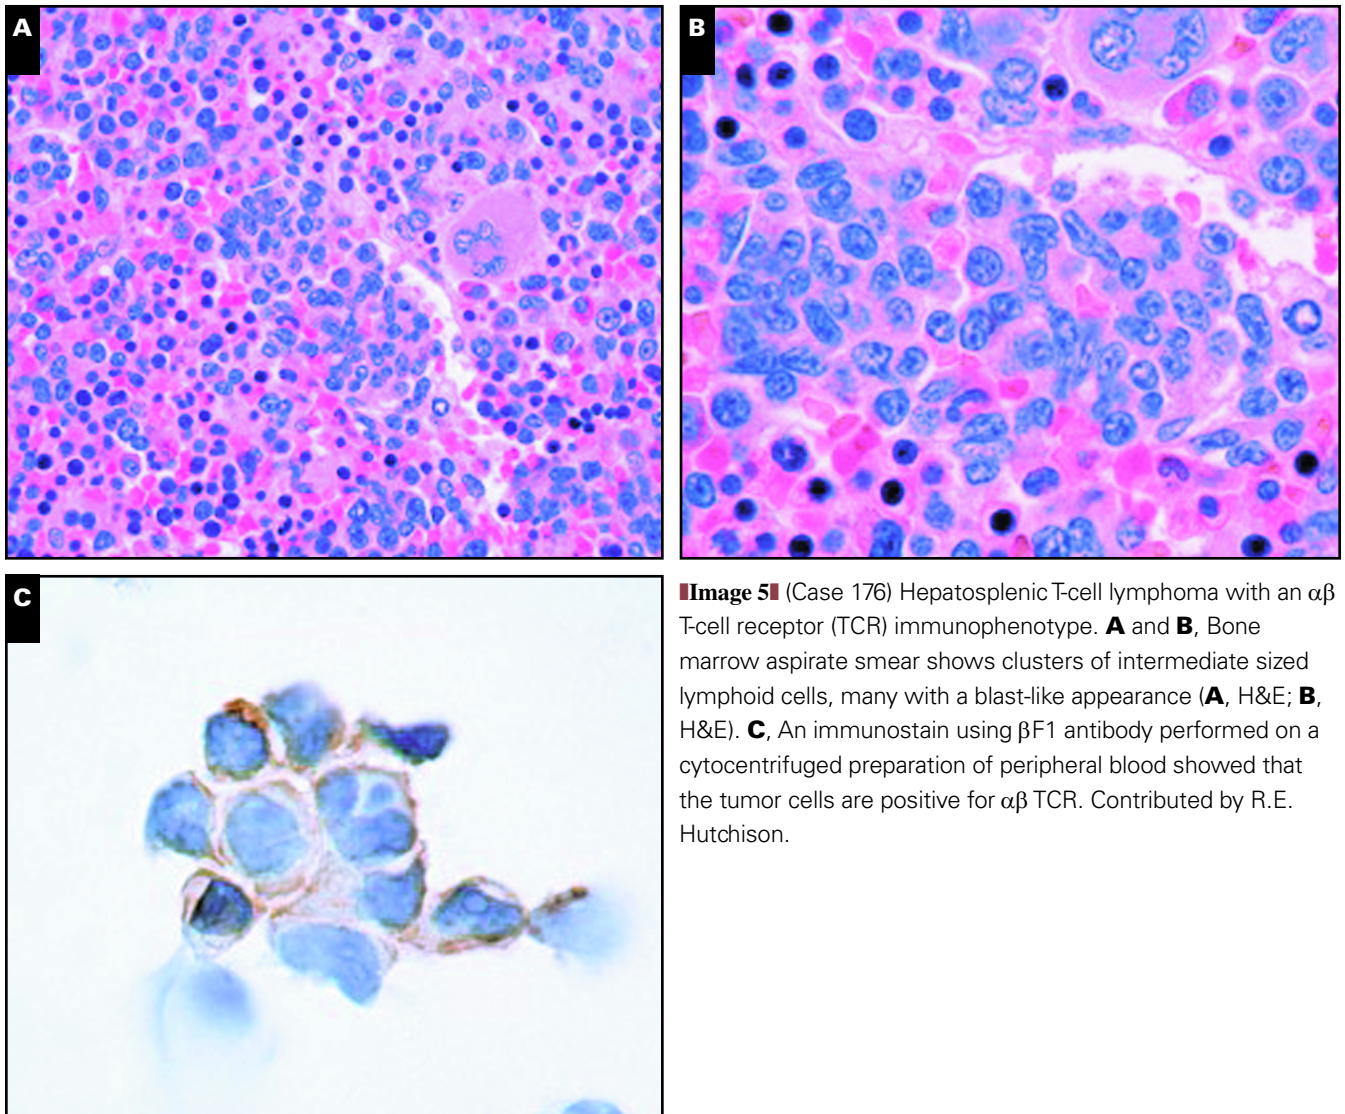 A
B
C
Image 5 (Case 176) Hepatosplenic T-cell lymphoma with an αβ
T-cell receptor (TCR) immunophenotype. A and B, Bone
marrow aspirate smear shows clusters of intermediate sized
lymphoid cells, many with a blast-like appearance (A, H&E; B,
H&E). C, An immunostain using βF1 antibody performed on a
cytocentrifuged preparation of peripheral blood showed that
the tumor cells are positive for αβ TCR. Contributed by R.E.
Hutchison.